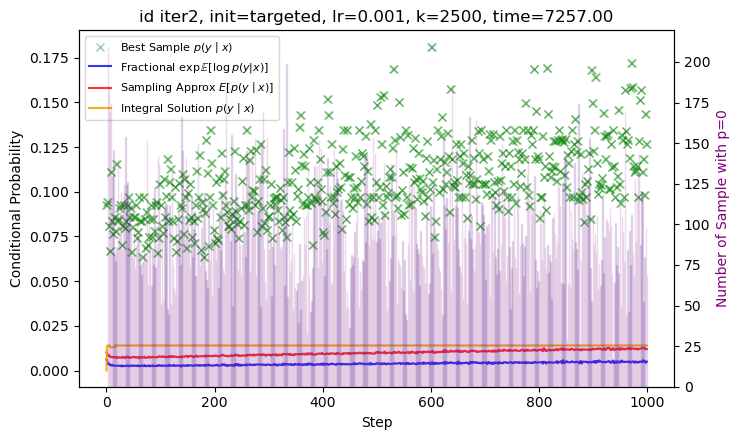 id iter2, init=targeted, lr=0.001, k=2500, time=7257.00
Best Sample p(y | x)
Fractional exp𝔼[log p(y|x)]
Sampling Approx E[p(y | x)]
Integral Solution p(y | x)
Conditional Probability
0.175
0.150
0.125
0.100
0.075
0.050
0.025
0.000
200
175
150
125
100
75
50
25
0
Number of Sample with p=0
0 200 400 600 800 1000
Step